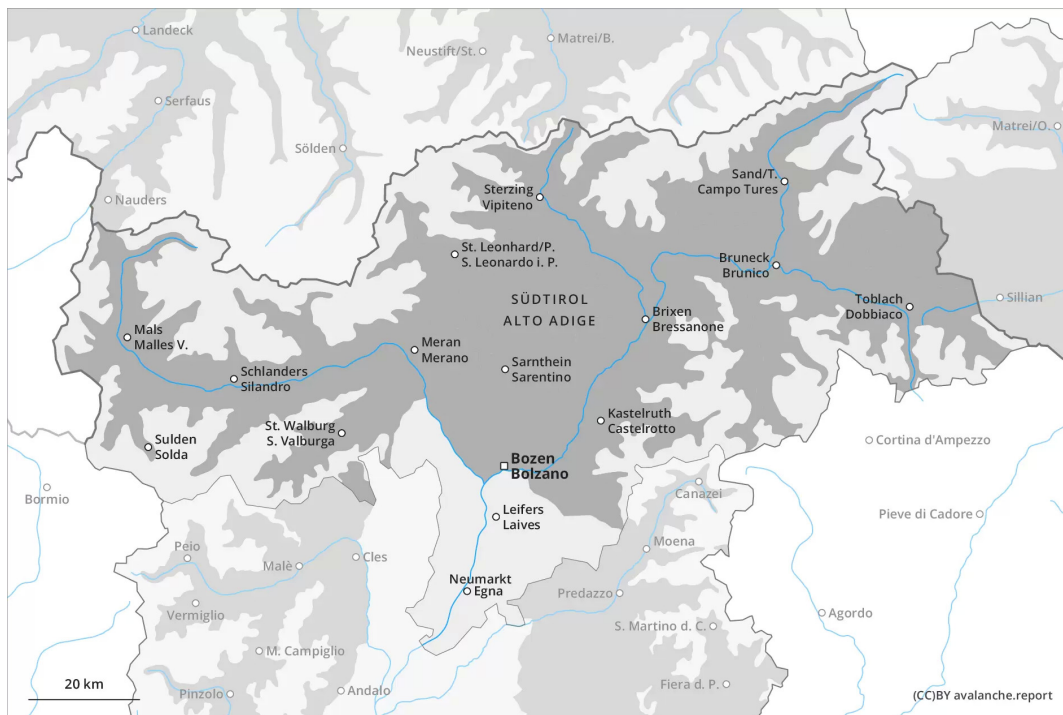 Landeck
Matrei/B.
Neustift/St.
Serfaus
Matrei/O.
Sölden
Sand/T.
Campo Tures
Sterzing
Vipiteno
Nauders
St. Leonhard/P.
S. Leonardo i. P.
Bruneck
Brunico
SÜDTIROL
ALTO ADIGE
Toblach
Dobbiaco
Sillian
Brixen
Bressanone
Mals
Malles V.
Meran
Merano
Sarnthein
Sarentino
Schlanders
Silandro
Kastelruth
Castelrotto
St. Walburg
S. Valburga
Sulden
Solda
Cortina d'Ampezzo
Bozen
Bolzano
Bormio
Canazei
Leifers
Laives
Pieve di Cadore
Moena
Peio
Malè
Cles
Neumarkt
Egna
Predazzo
Vermiglio
Agordo
S. Martino d. C.
M. Campiglio
20 km
Pinzolo
Andalo
Fiera d. P.
(CC)BY avalanche.report